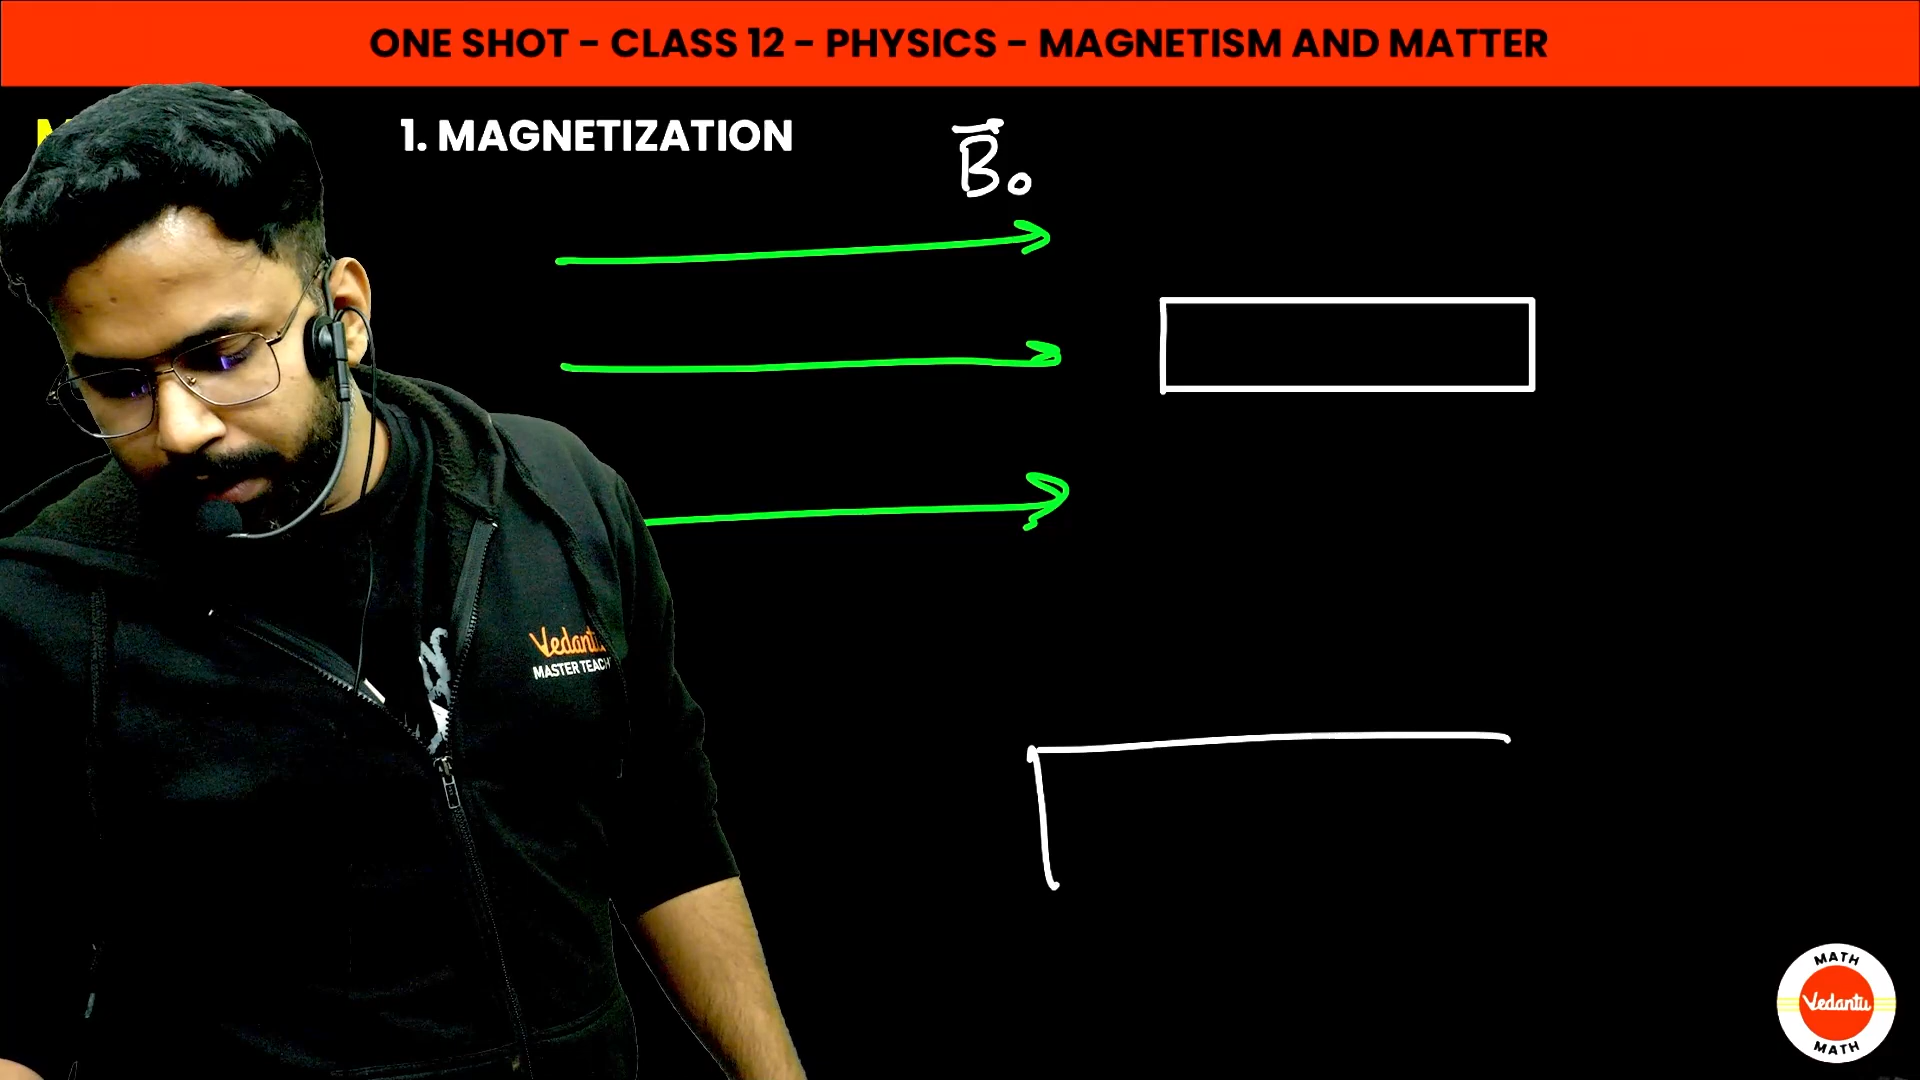 ONE SHOT - CLASS 12 - PHYSICS - MAGNETISM AND MATTER
1. MAGNETIZATION
B⃗₀
Vedantu
MASTER TEACH
MATH
Vedantu
MATH